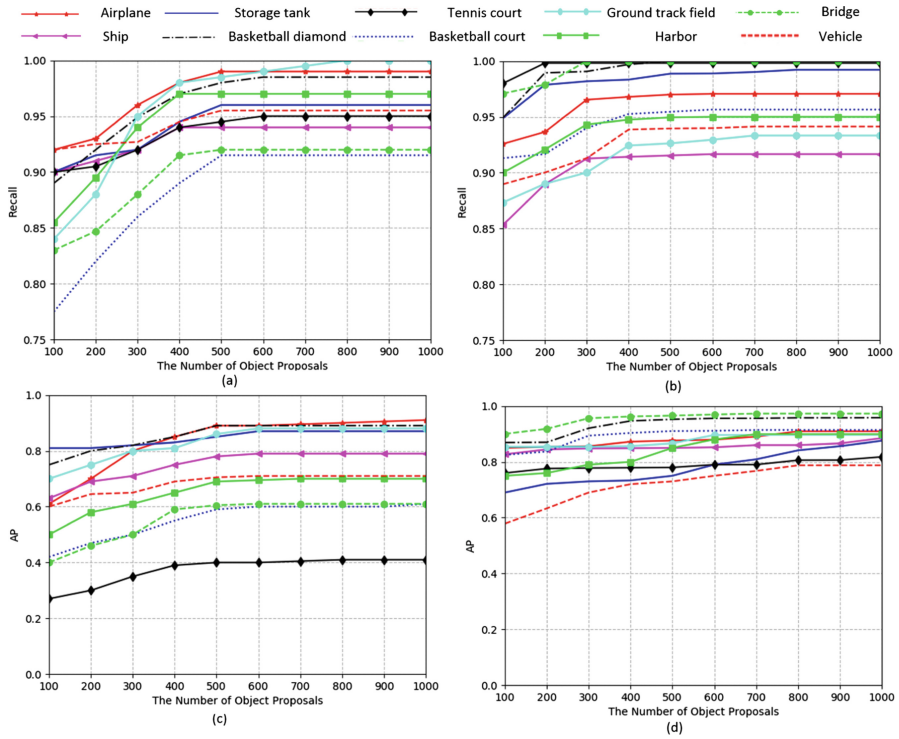 Airplane Storage tank Tennis court Ground track field Bridge
Ship Basketball diamond Basketball court Harbor Vehicle
1.00
0.95
0.90
0.85
0.80
0.75
Recall
100 200 300 400 500 600 700 800 900 1000
The Number of Object Proposals
(a)
1.00
0.95
0.90
0.85
0.80
0.75
Recall
100 200 300 400 500 600 700 800 900 1000
The Number of Object Proposals
(b)
1.0
0.8
0.6
0.4
0.2
0.0
AP
100 200 300 400 500 600 700 800 900 1000
The Number of Object Proposals
(c)
1.0
0.8
0.6
0.4
0.2
0.0
AP
100 200 300 400 500 600 700 800 900 1000
The Number of Object Proposals
(d)